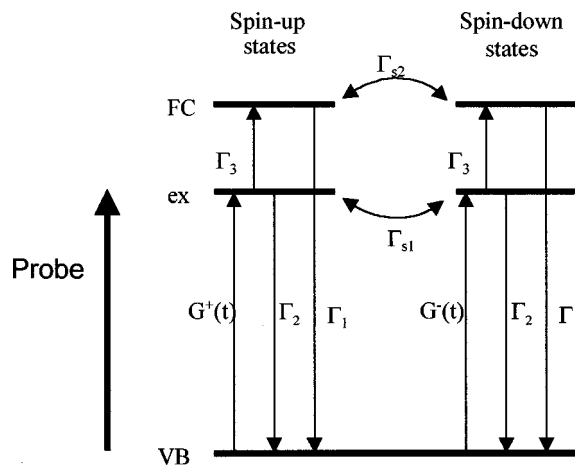 Spin-up
states
Spin-down
states
Γs2
FC
Γ3
Γ3
ex
Γs1
Probe
G⁺(t)
Γ2
Γ1
G⁻(t)
Γ2
Γ
VB